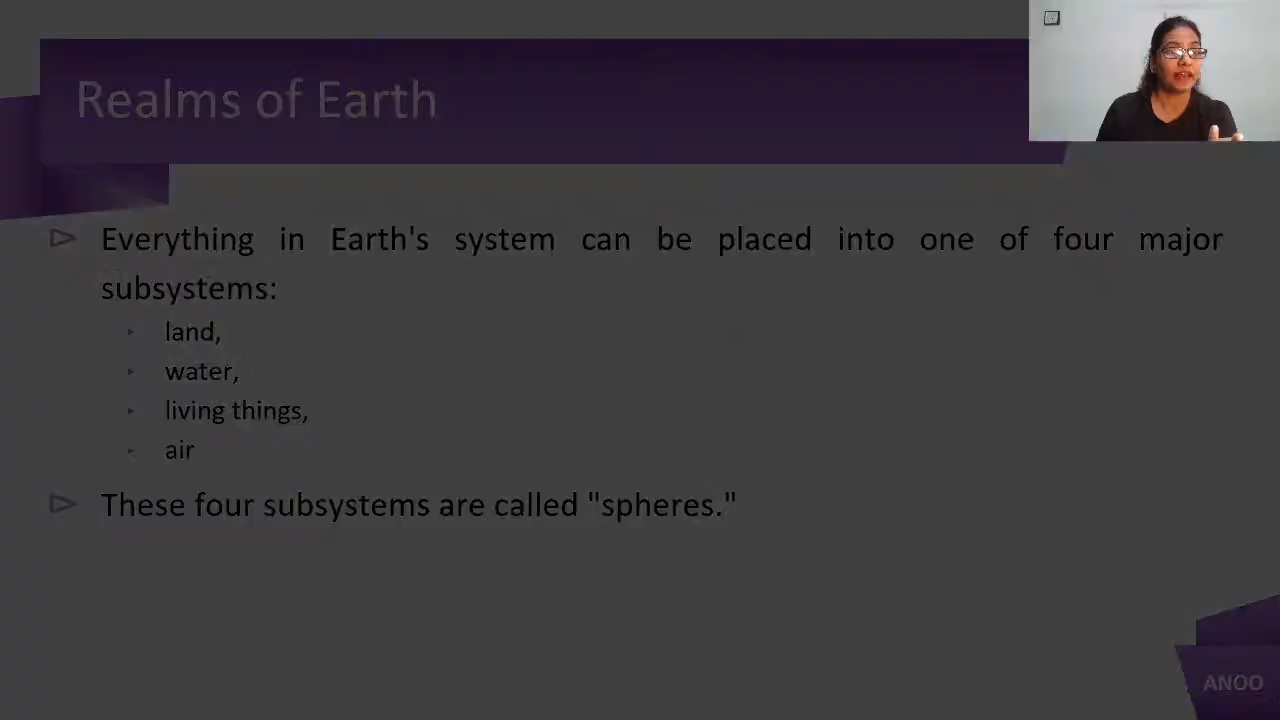 Realms of Earth
Everything in Earth's system can be placed into one of four major
subsystems:
land,
water,
living things,
air
These four subsystems are called "spheres."
ANOO